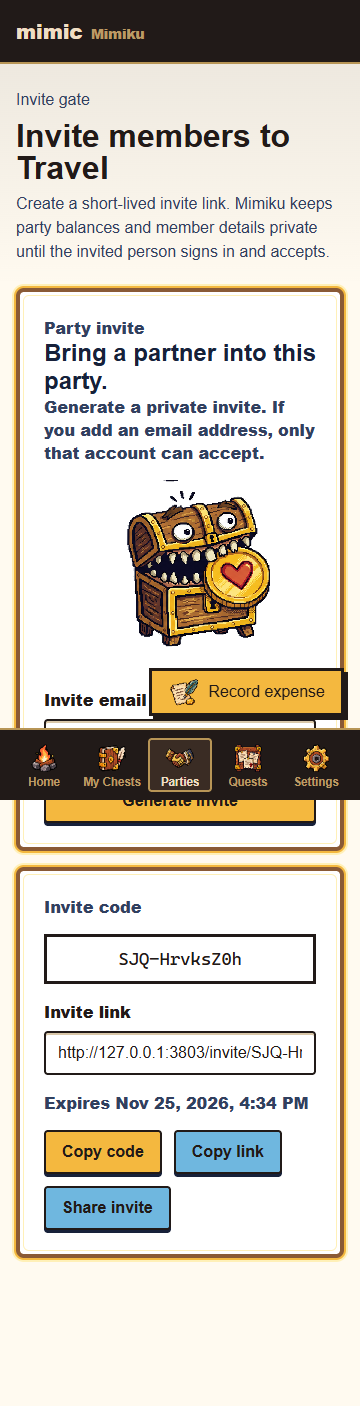 mimic Mimiku
Invite gate
Invite members to
Travel
Create a short-lived invite link. Mimiku keeps
party balances and member details private
until the invited person signs in and accepts.
Party invite
Bring a partner into this
party.
Generate a private invite. If
you add an email address, only
that account can accept.
Invite email
Record expense
Home
My Chests
Parties
Quests
Settings
Generate invite
Invite code
SJQ-HrvksZ0h
Invite link
http://127.0.0.1:3803/invite/SJQ-Hr
Expires Nov 25, 2026, 4:34 PM
Copy code
Copy link
Share invite